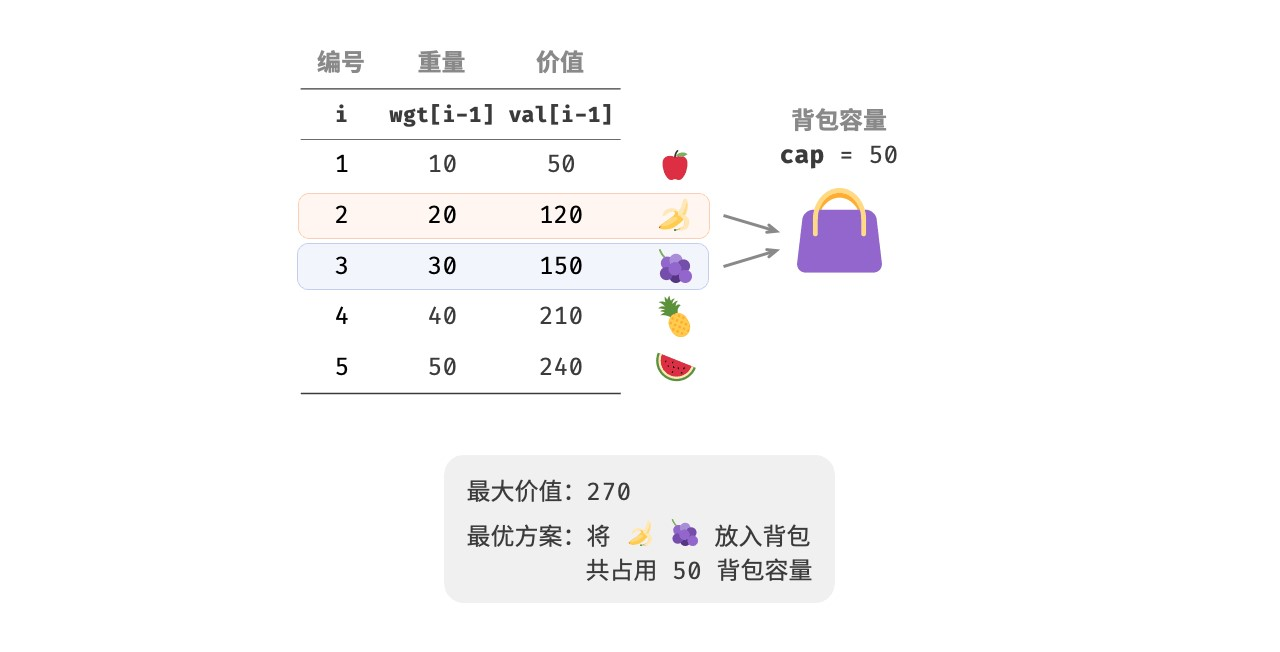 编号 重量 价值
i wgt[i-1] val[i-1]
1 10 50
2 20 120
3 30 150
4 40 210
5 50 240
背包容量
cap = 50
最大价值：270
最优方案：将 放入背包
共占用 50 背包容量